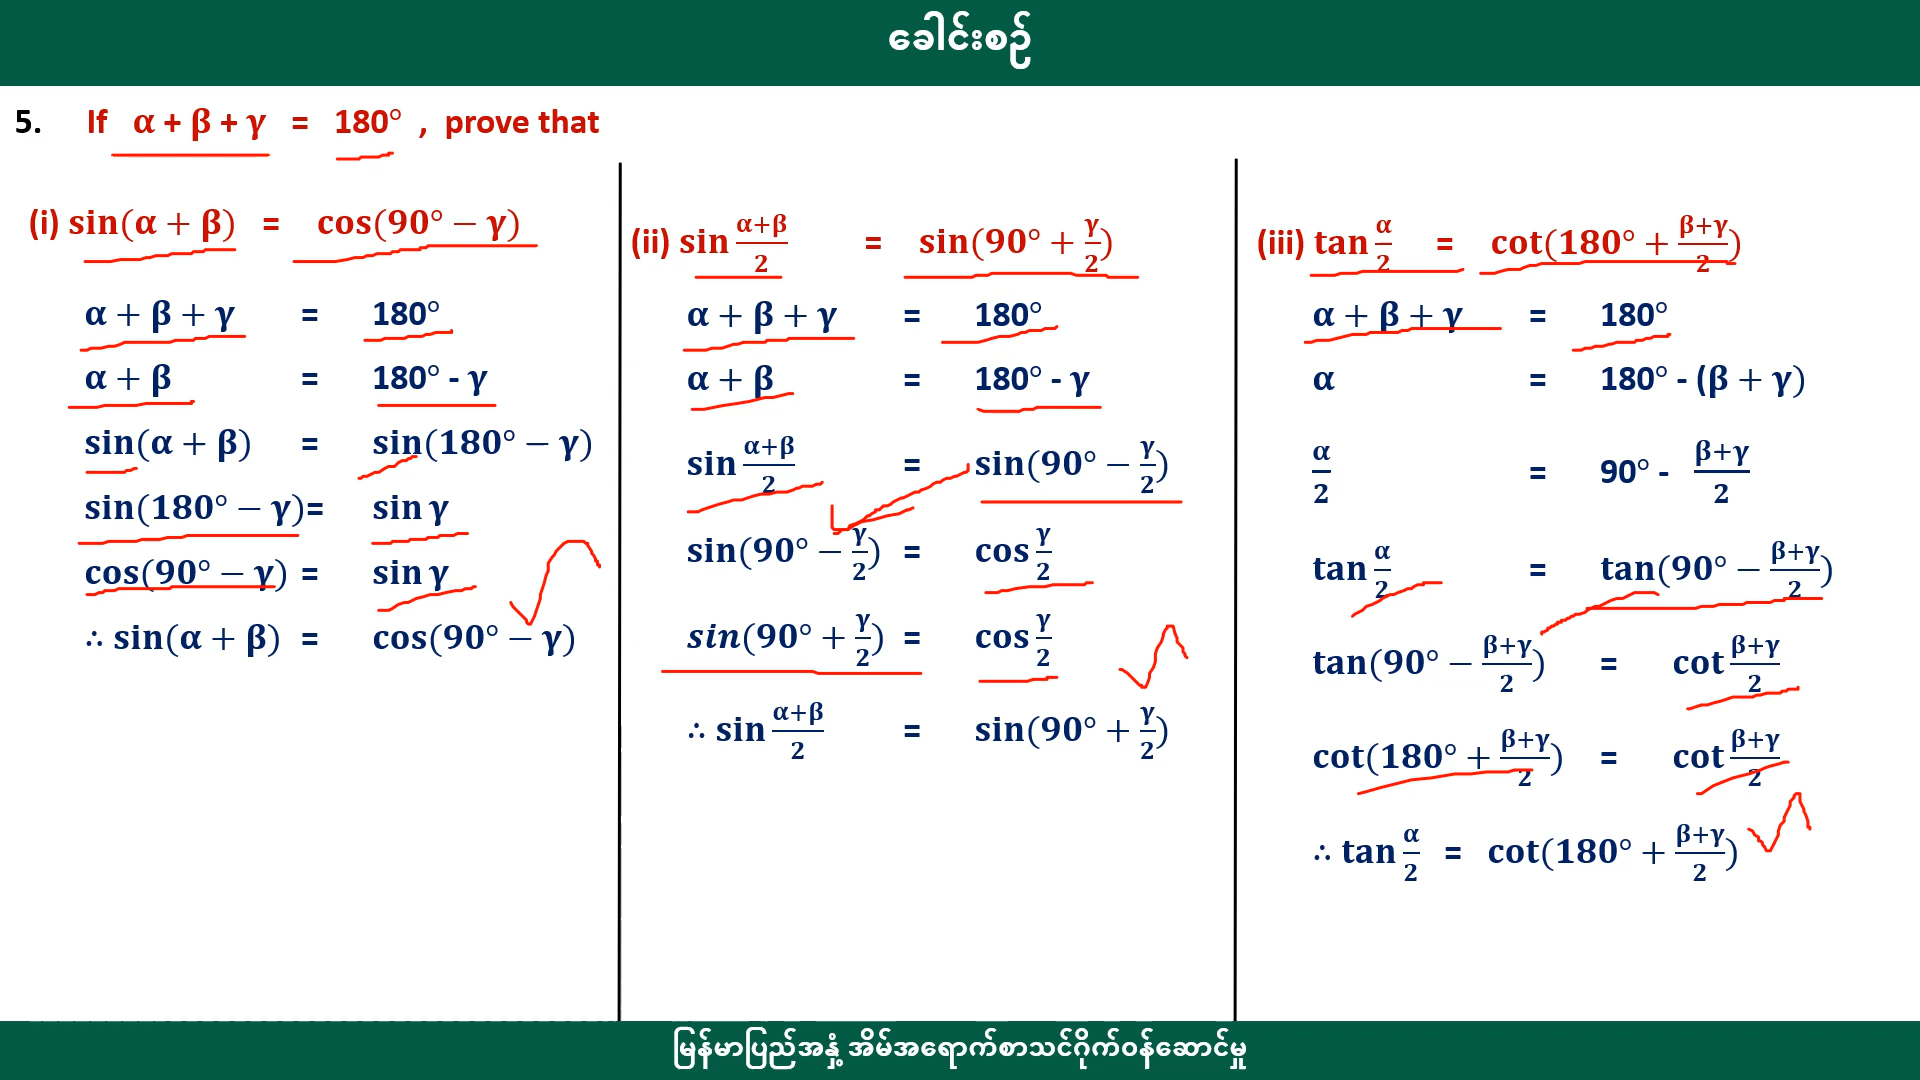 ခေါင်းစဉ်
5. If α + β + γ = 180° , prove that
(i) sin(α + β) = cos(90° − γ)
α + β + γ = 180°
α + β = 180° - γ
sin(α + β) = sin(180° − γ)
sin(180° − γ)= sin γ
cos(90° − γ) = sin γ
∴ sin(α + β) = cos(90° − γ)
(ii) sin (α+β)/2 = sin(90° + γ/2)
α + β + γ = 180°
α + β = 180° - γ
sin (α+β)/2 = sin(90° − γ/2)
sin(90° − γ/2) = cos γ/2
sin(90° + γ/2) = cos γ/2
∴ sin (α+β)/2 = sin(90° + γ/2)
(iii) tan α/2 = cot(180° + (β+γ)/2)
α + β + γ = 180°
α = 180° - (β + γ)
α/2 = 90° - (β+γ)/2
tan α/2 = tan(90° − (β+γ)/2)
tan(90° − (β+γ)/2) = cot (β+γ)/2
cot(180° + (β+γ)/2) = cot (β+γ)/2
∴ tan α/2 = cot(180° + (β+γ)/2)
မြန်မာပြည်အနှံ့ အိမ်အရောက်စာသင်ဂိုက်ဝန်ဆောင်မှု